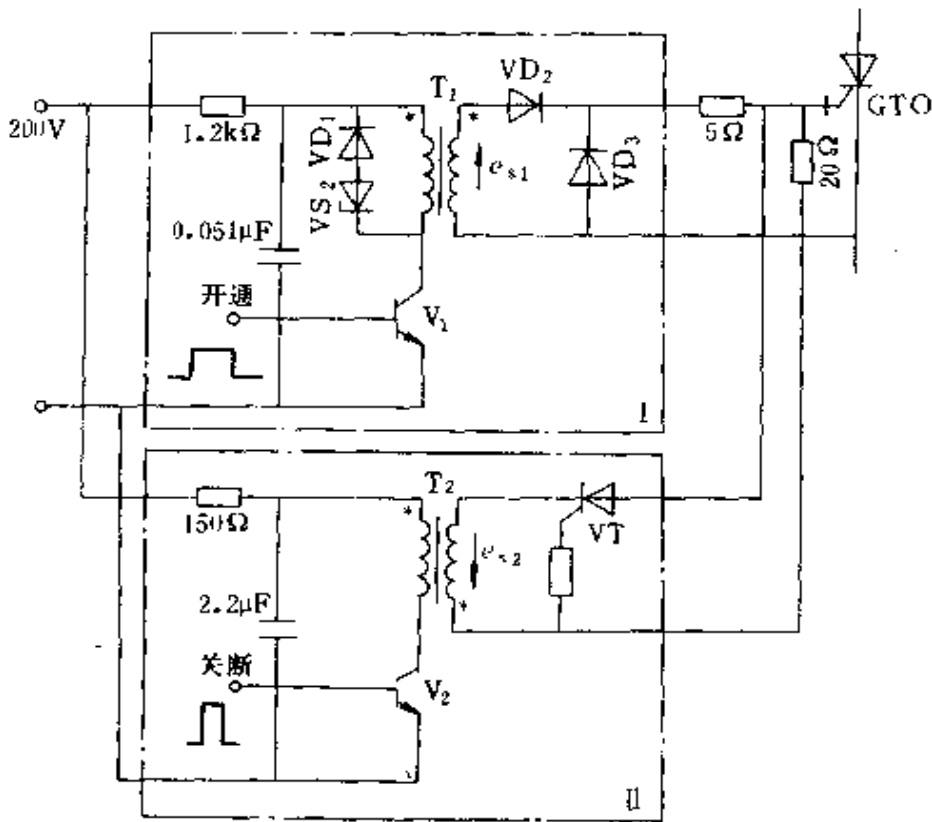 200V
1.2kΩ
VD1
VS2
T1
*
*
es1
VD2
VD3
5Ω
20Ω
GTO
0.051μF
开通
V1
I
150Ω
T2
*
*
es2
VT
2.2μF
关断
V2
II